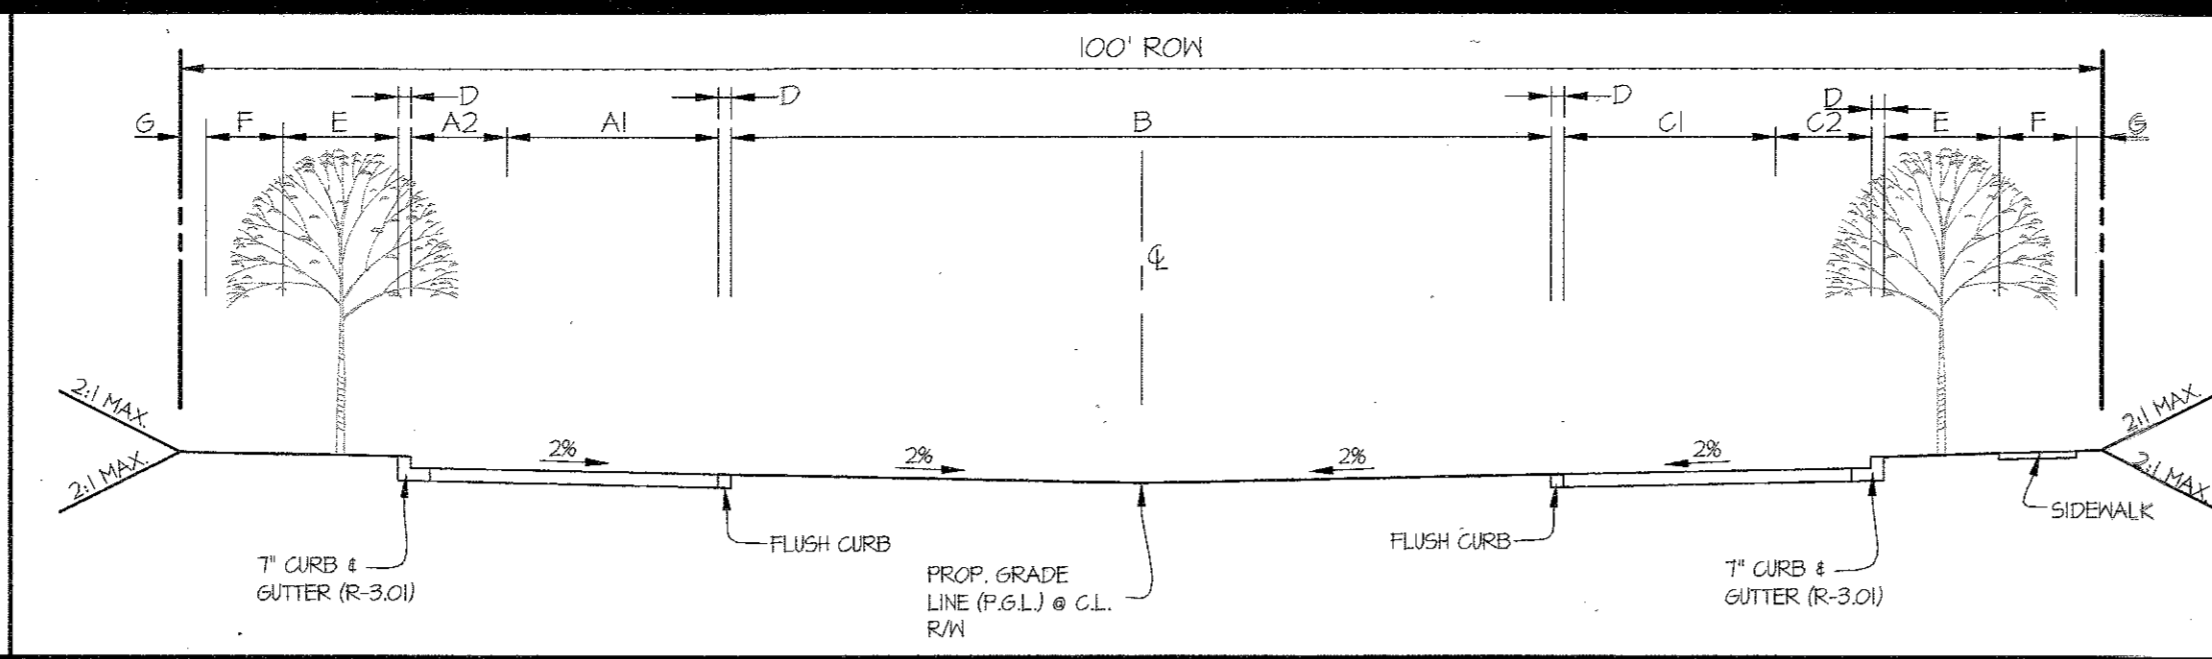 100' ROW
D D D D
G F E A2 A1 B C1 C2 E F G
℄
2:1 MAX. 2:1 MAX.
2% 2% 2% 2%
2:1 MAX. 2:1 MAX.
SIDEWALK
FLUSH CURB FLUSH CURB
7" CURB &
GUTTER (R-3.01)
PROP. GRADE
LINE (P.G.L.) @ C.L.
R/W
7" CURB &
GUTTER (R-3.01)